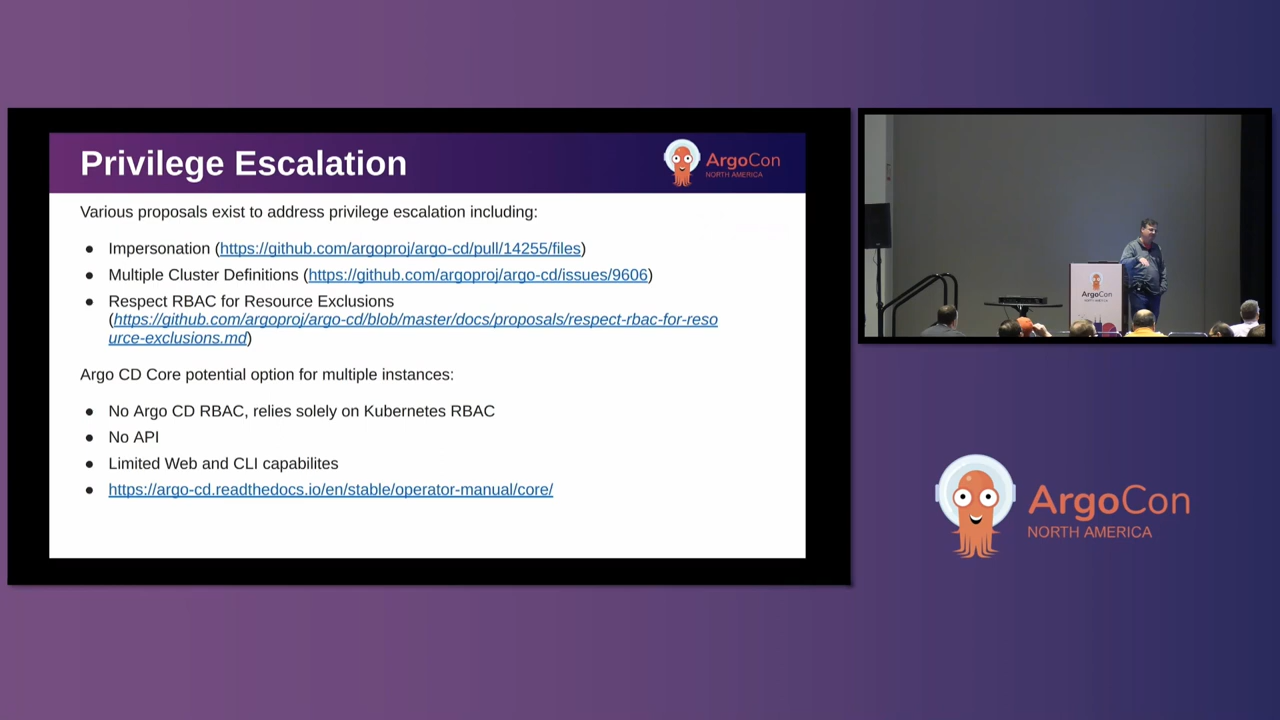 Privilege Escalation
ArgoCon
NORTH AMERICA
Various proposals exist to address privilege escalation including:
● Impersonation (https://github.com/argoproj/argo-cd/pull/14255/files)
● Multiple Cluster Definitions (https://github.com/argoproj/argo-cd/issues/9606)
● Respect RBAC for Resource Exclusions
(https://github.com/argoproj/argo-cd/blob/master/docs/proposals/respect-rbac-for-reso
urce-exclusions.md)
Argo CD Core potential option for multiple instances:
● No Argo CD RBAC, relies solely on Kubernetes RBAC
● No API
● Limited Web and CLI capabilites
● https://argo-cd.readthedocs.io/en/stable/operator-manual/core/
ArgoCon
ArgoCon
NORTH AMERICA